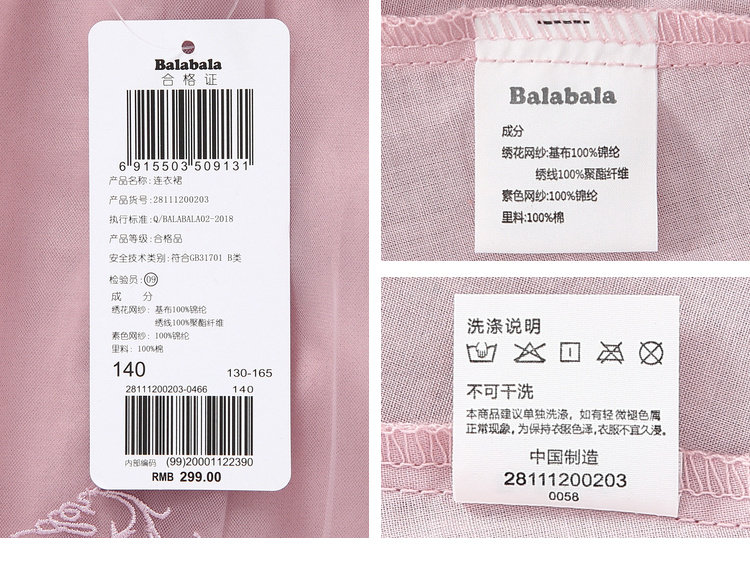 Balabala
合格证
6 915503 509131
产品名称:连衣裙
产品货号:28111200203
执行标准:Q/BALABALA02-2018
产品等级:合格品
安全技术类别:符合GB31701 B类
检验员:09
成 分
绣花网纱: 基布100%锦纶
绣线100%聚酯纤维
素色网纱: 100%锦纶
里料: 100%棉
140 130-165
28111200203-0466 140
内部编码 (99)20001122390
RMB 299.00
Balabala
成分
绣花网纱:基布100%锦纶
绣线100%聚酯纤维
素色网纱:100%锦纶
里料:100%棉
洗涤说明
不可干洗
本商品建议单独洗涤，如有轻微褪色属
正常现象，为保持衣服色泽，衣服不宜久浸。
中国制造
28111200203
0058